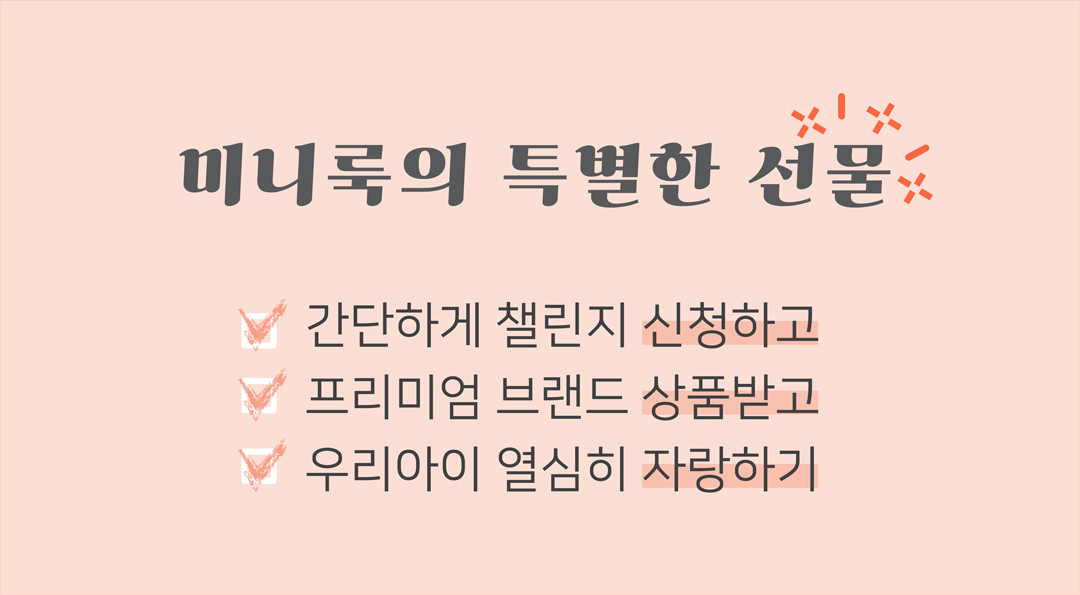 미니룩의 특별한 선물
간단하게 챌린지 신청하고
프리미엄 브랜드 상품받고
우리아이 열심히 자랑하기